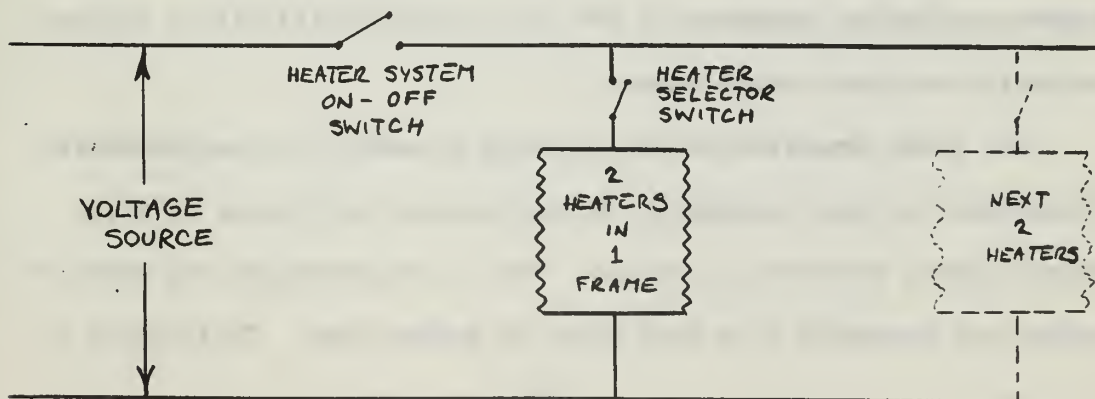 HEATER SYSTEM
ON-OFF
SWITCH
HEATER
SELECTOR
SWITCH
VOLTAGE
SOURCE
2
HEATERS
IN
1
FRAME
NEXT
2
HEATERS